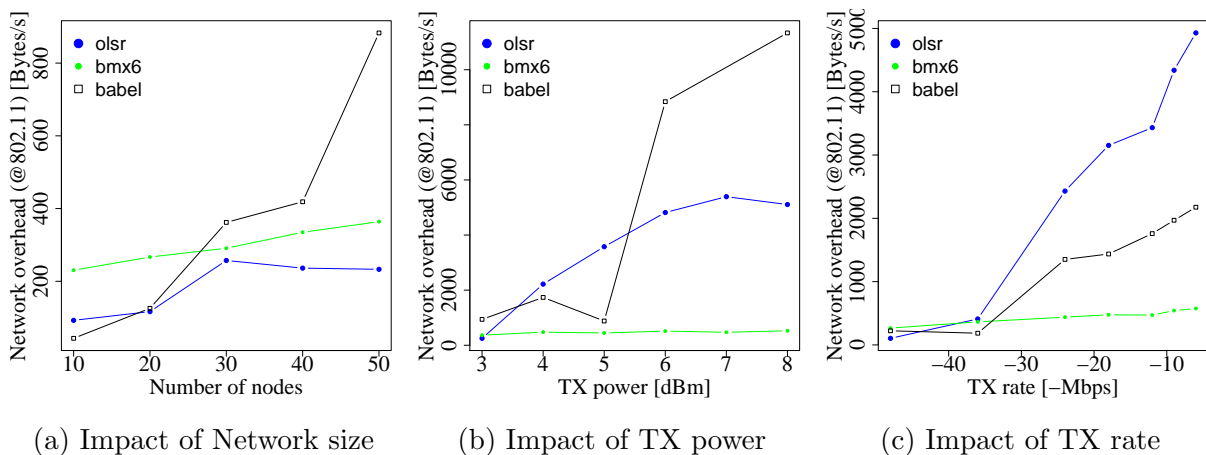 Network overhead (@802.11) [Bytes/s]
800
600
400
200
olsr
bmx6
babel
10 20 30 40 50
Number of nodes
(a) Impact of Network size
Network overhead (@802.11) [Bytes/s]
10000
6000
2000
0
olsr
bmx6
babel
3 4 5 6 7 8
TX power [dBm]
(b) Impact of TX power
Network overhead (@802.11) [Bytes/s]
5000
4000
3000
2000
1000
0
olsr
bmx6
babel
−40 −30 −20 −10
TX rate [−Mbps]
(c) Impact of TX rate